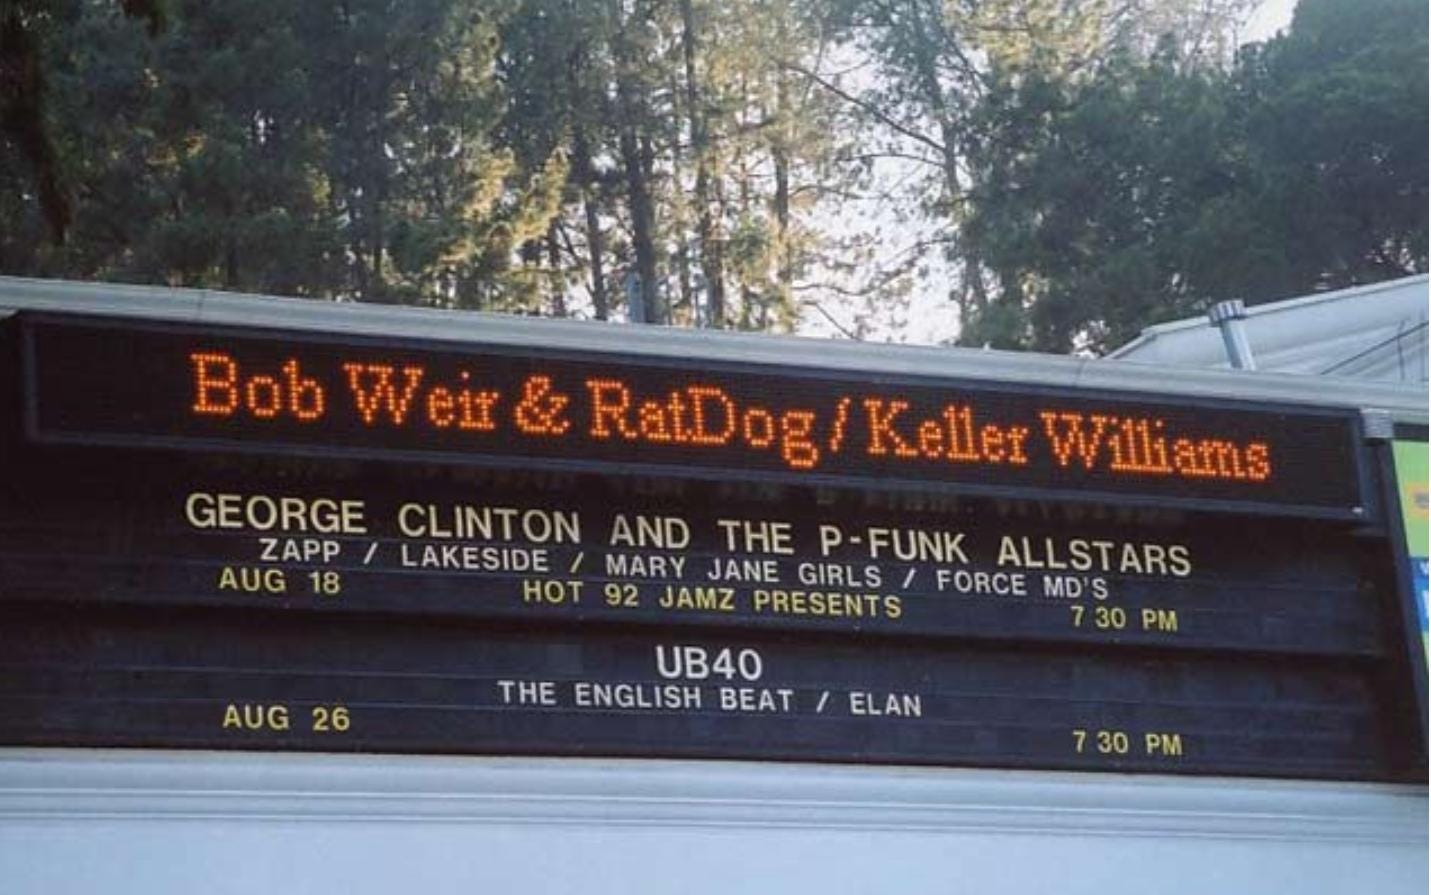 Bob Weir & RatDog / Keller Williams
GEORGE CLINTON AND THE P-FUNK ALLSTARS
ZAPP / LAKESIDE / MARY JANE GIRLS / FORCE MD'S
AUG 18 HOT 92 JAMZ PRESENTS 7 30 PM
UB40
THE ENGLISH BEAT / ELAN
AUG 26 7 30 PM